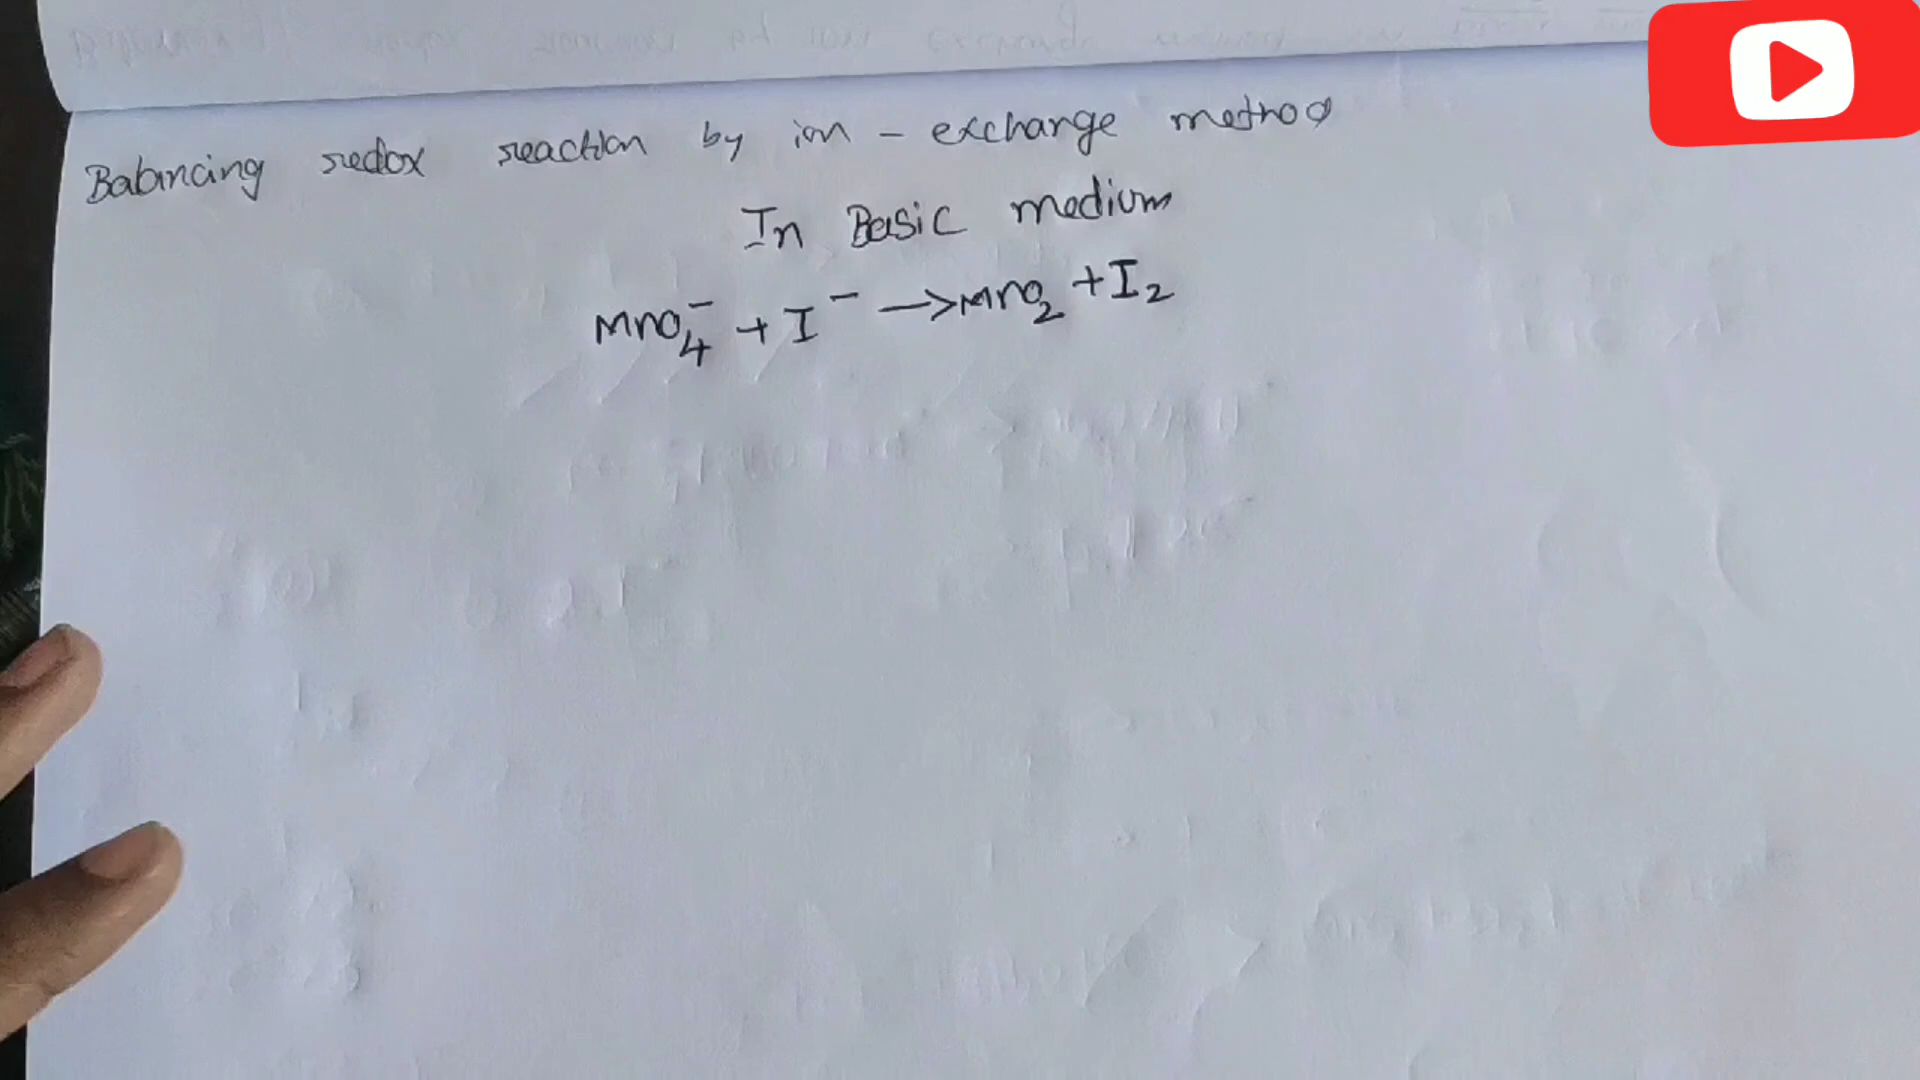 Balancing redox reaction by ion - exchange method
In Basic medium
MnO₄⁻ + I⁻ → MnO₂ + I₂